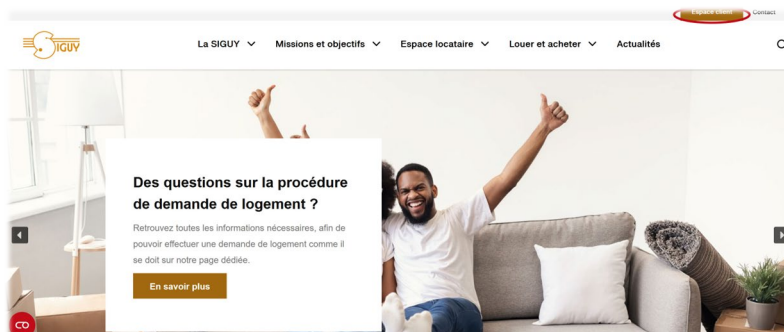 Espace client Contact
SIGUY
La SIGUY Missions et objectifs Espace locataire Louer et acheter Actualités
Des questions sur la procédure
de demande de logement ?
Retrouvez toutes les informations nécessaires, afin de
pouvoir effectuer une demande de logement comme il
se doit sur notre page dédiée.
En savoir plus